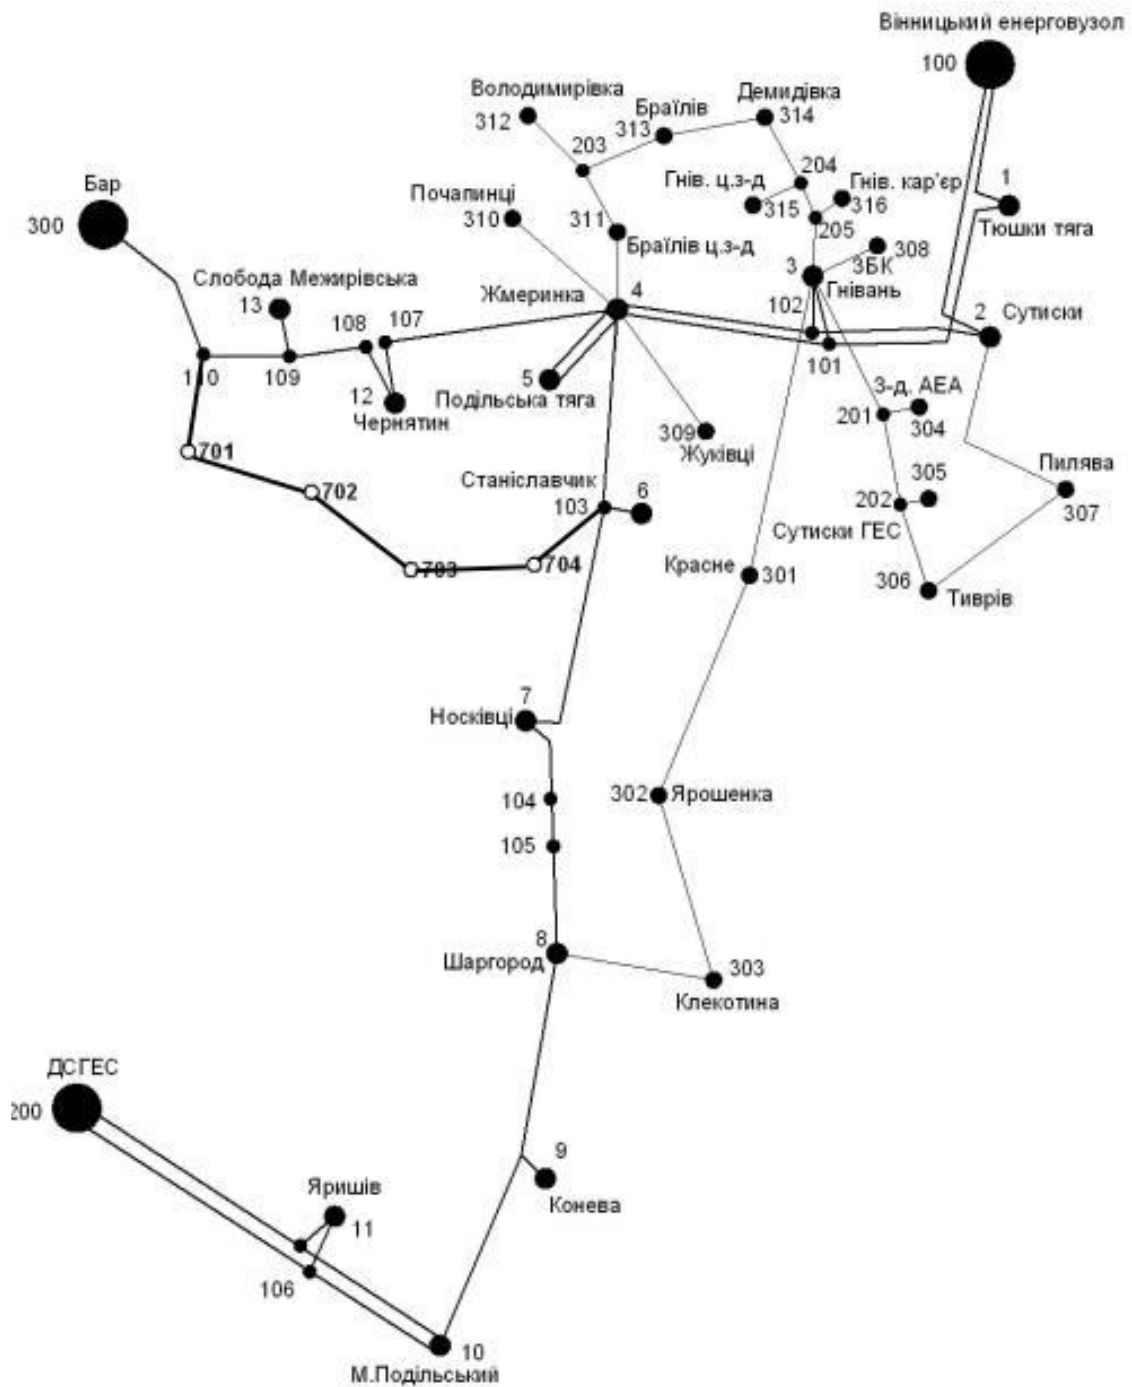 Вінницький енерговузол
100
Володимирівка
312
Браїлів
313
Демидівка
314
203
204
1
Бар
300
Почапинці
310
Гнів. ц.з-д
315
Гнів. кар'єр
316
Тюшки тяга
311
Браїлів ц.з-д
205
308
ЗБК
Слобода Межирівська
13
3
Гнівань
Жмеринка
4
102
2
Сутиски
108
107
101
110
109
5
Подільська тяга
12
Чернятин
З-д. АЕА
201
304
309
Жуківці
701
702
Станіславчик
103
6
305
202
Сутиски ГЕС
Пилява
307
703
704
Красне
301
306
Тиврів
7
Носківці
104
302
Ярошенка
105
8
Шаргород
303
Клекотина
ДСГЕС
200
9
Конева
Яришів
11
106
10
М.Подільський